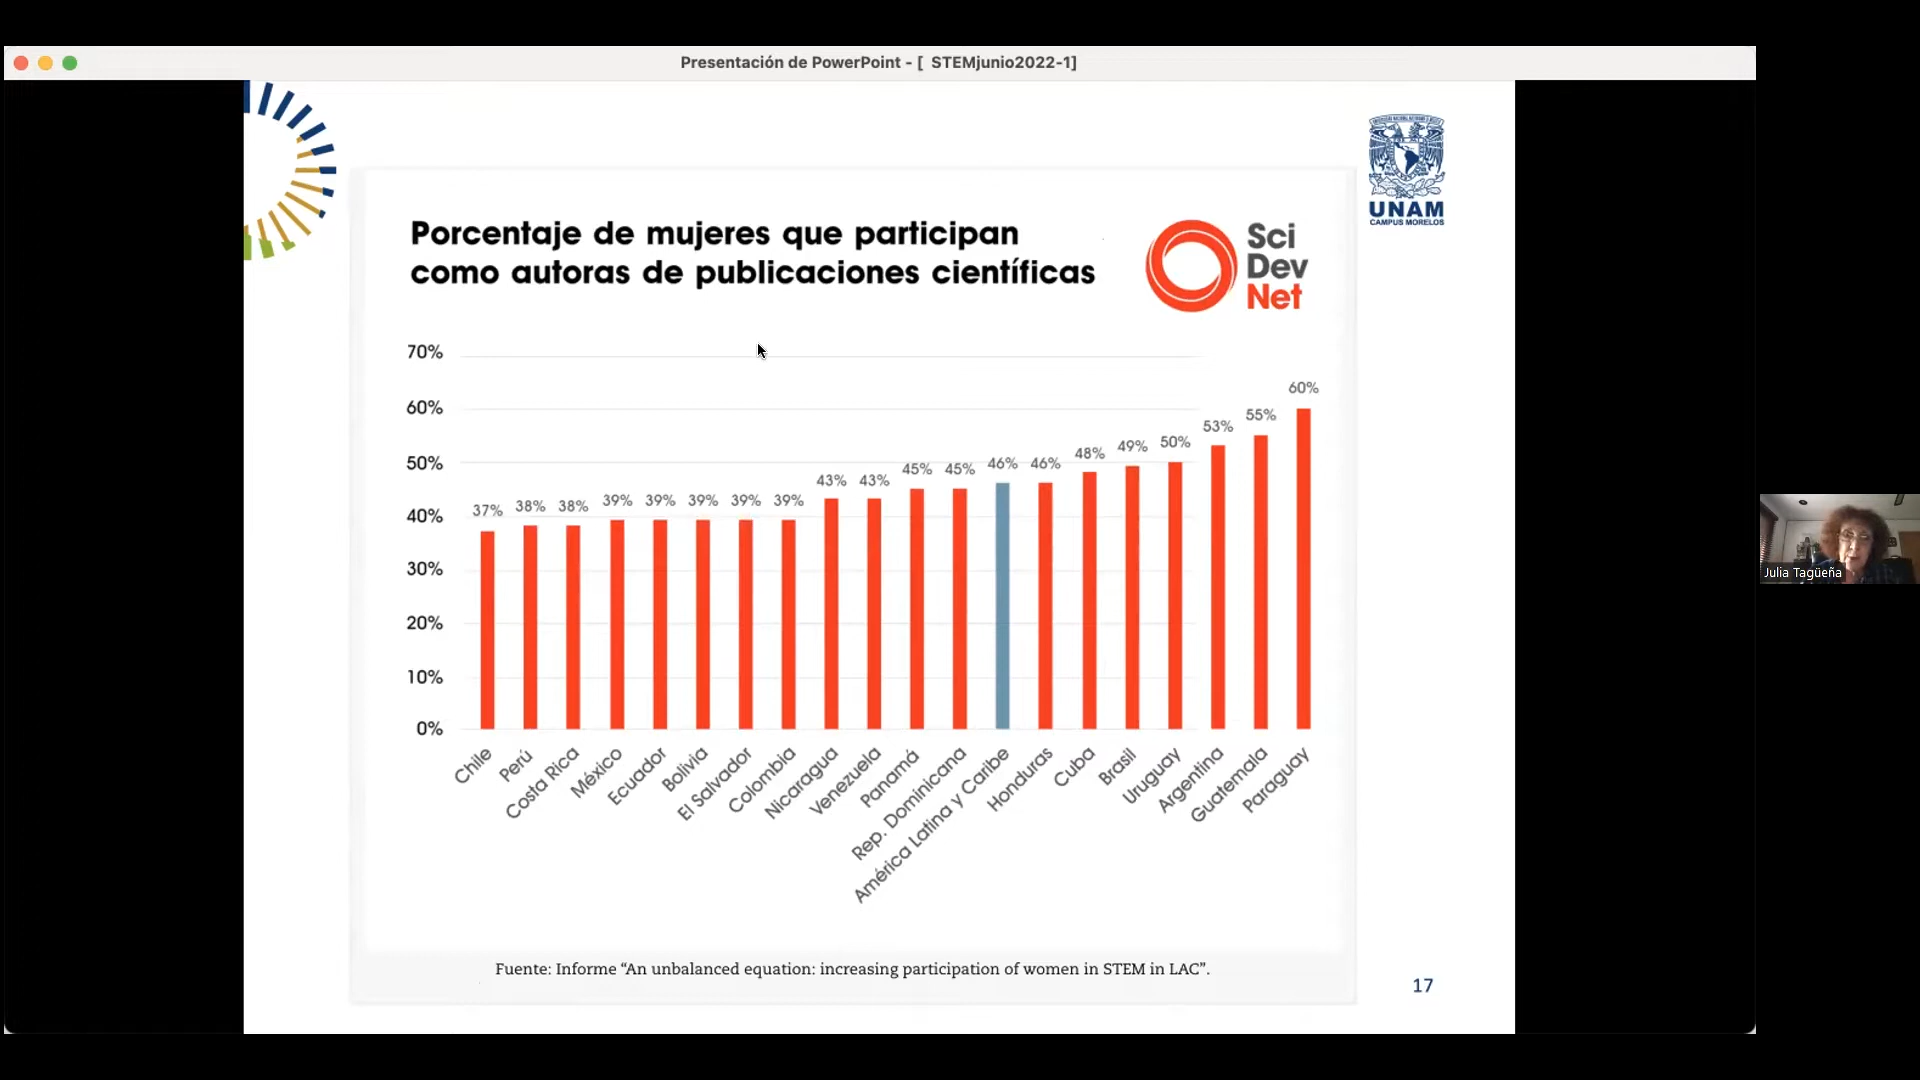 Presentación de PowerPoint - [ STEMjunio2022-1]
UNAM
CAMPUS MORELOS
Porcentaje de mujeres que participan
como autoras de publicaciones científicas
Sci
Dev
Net
70%
60%
50%
40%
30%
20%
10%
0%
37%
38%
38%
39%
39%
39%
39%
39%
43%
43%
45%
45%
46%
46%
48%
49%
50%
53%
55%
60%
Chile
Perú
Costa Rica
México
Ecuador
Bolivia
El Salvador
Colombia
Nicaragua
Venezuela
Panamá
Rep. Dominicana
América Latina y Caribe
Honduras
Cuba
Brasil
Uruguay
Argentina
Guatemala
Paraguay
Fuente: Informe “An unbalanced equation: increasing participation of women in STEM in LAC”.
17
Julia Tagüeña